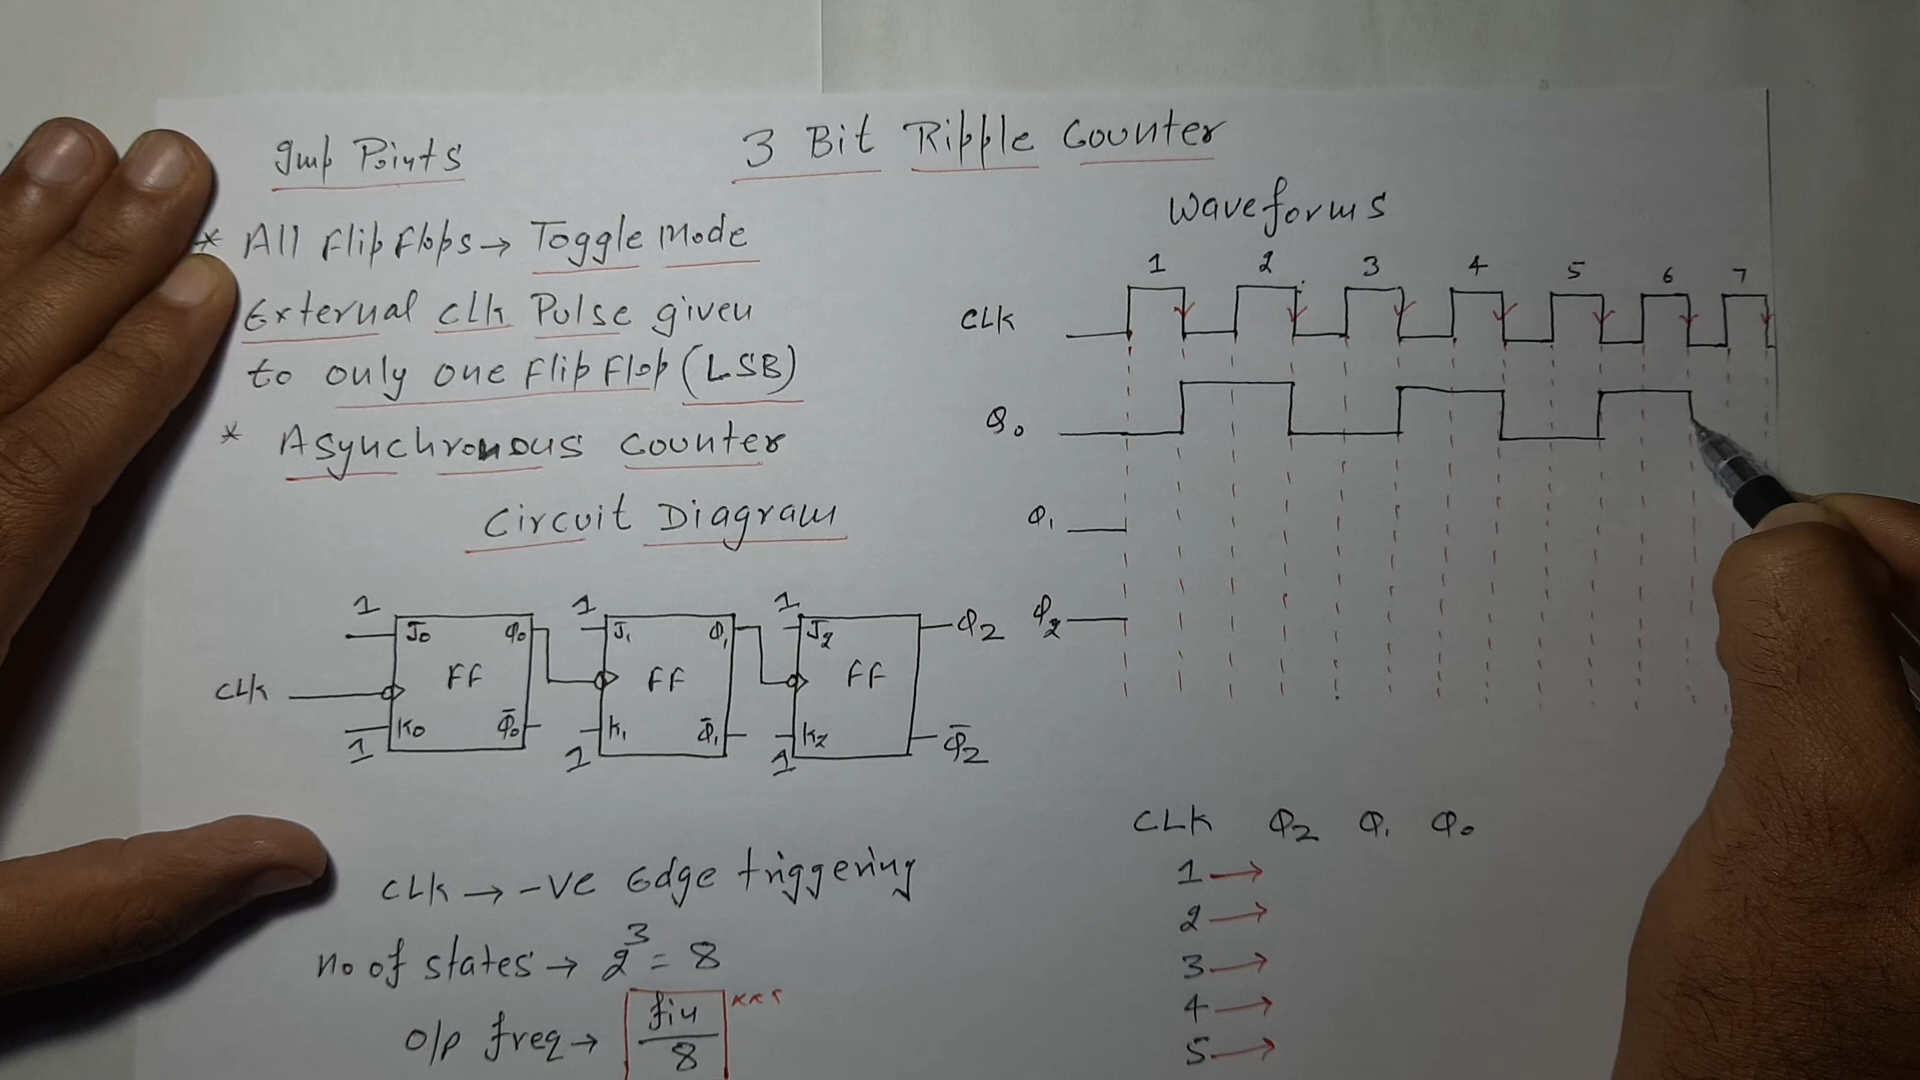 Imp Points
3 Bit Ripple Counter
* All FlipFlops → Toggle Mode
External Clk Pulse given
to only one FlipFlop (LSB)
* Asynchronous Counter
Circuit Diagram
1 1 1
J0 Q0 J1 Q1 J2 Q2
CLK FF FF FF
K0 Q̅0 K1 Q̅1 K2 Q̅2
1 1 1
CLK → -ve Edge triggering
no of states → 2³ = 8
o/p freq → fin/8 ***
Waveforms
1 2 3 4 5 6 7
CLK
Q0
Q1
Q2
CLK Q2 Q1 Q0
1 →
2 →
3 →
4 →
5 →